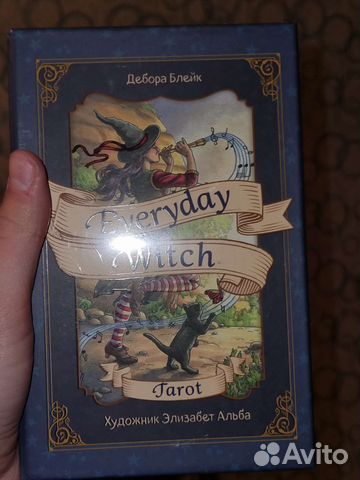 Дебора Блейк
Everyday
Witch
Tarot
Художник Элизабет Альба
Avito